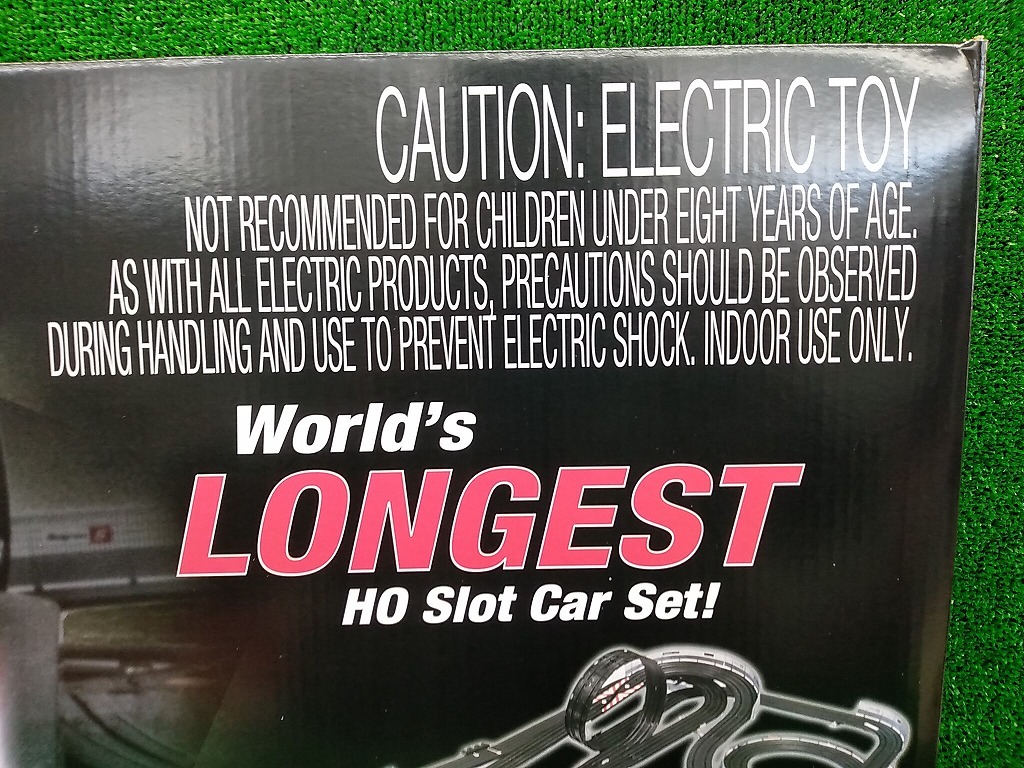 CAUTION: ELECTRIC TOY
NOT RECOMMENDED FOR CHILDREN UNDER EIGHT YEARS OF AGE.
AS WITH ALL ELECTRIC PRODUCTS, PRECAUTIONS SHOULD BE OBSERVED
DURING HANDLING AND USE TO PREVENT ELECTRIC SHOCK. INDOOR USE ONLY.
World's
LONGEST
HO Slot Car Set!